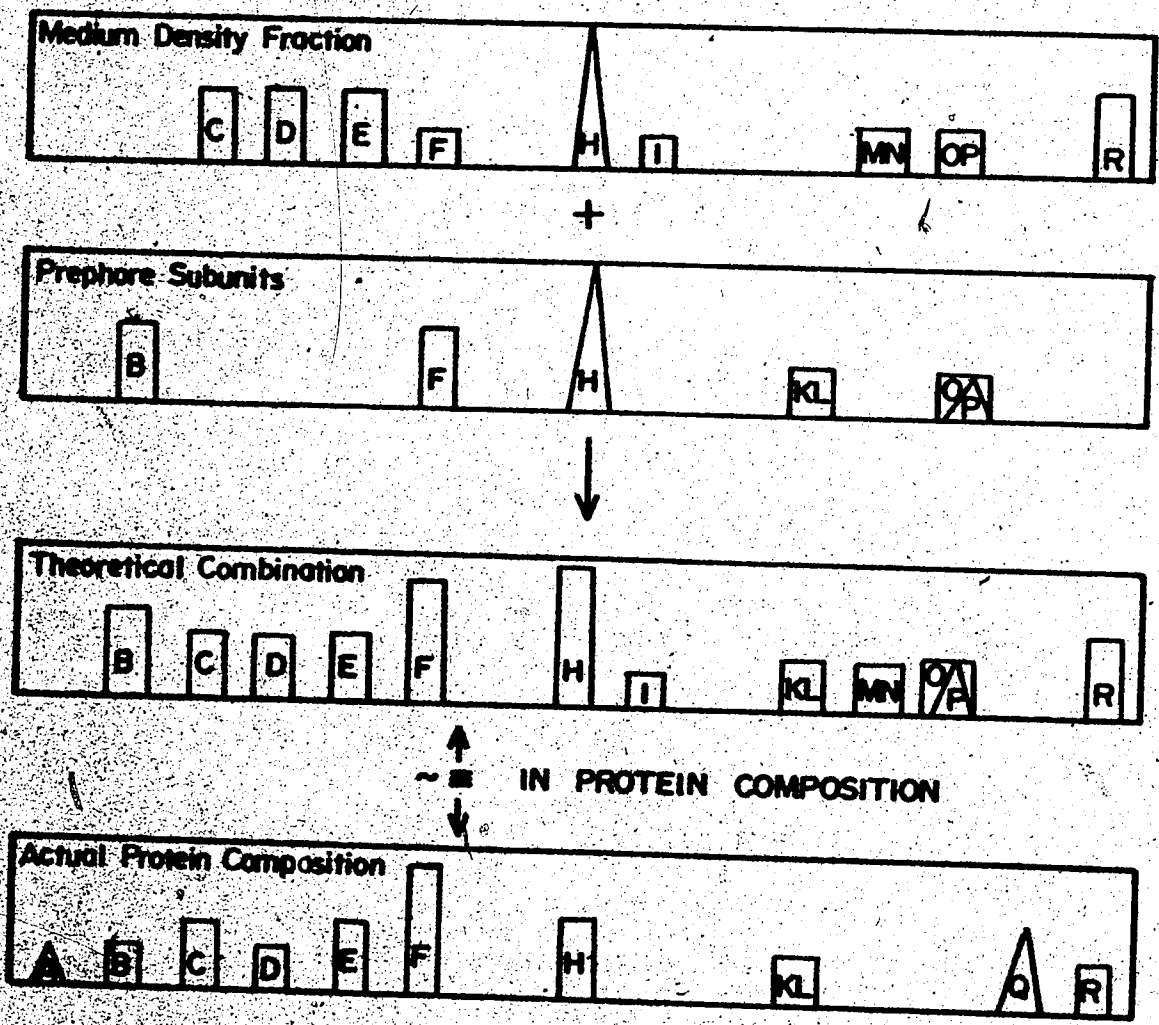 Medium Density Fraction
C D E F H I MN OP R
+
Prephore Subunits
B F H KL O/P
Theoretical Combination
B C D E F H I KL MN O/P R
~ = IN PROTEIN COMPOSITION
Actual Protein Composition
A B C D E F H KL Q R